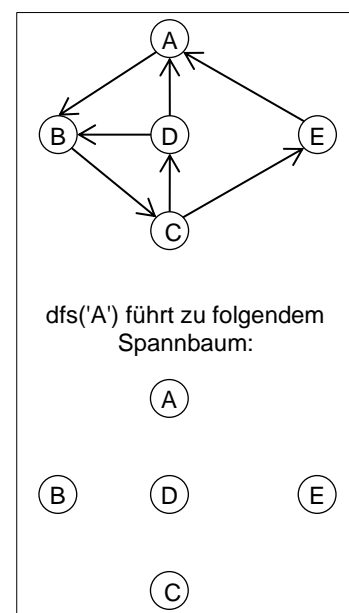 A
B D E
C
dfs('A') führt zu folgendem
Spannbaum:
A
B D E
C